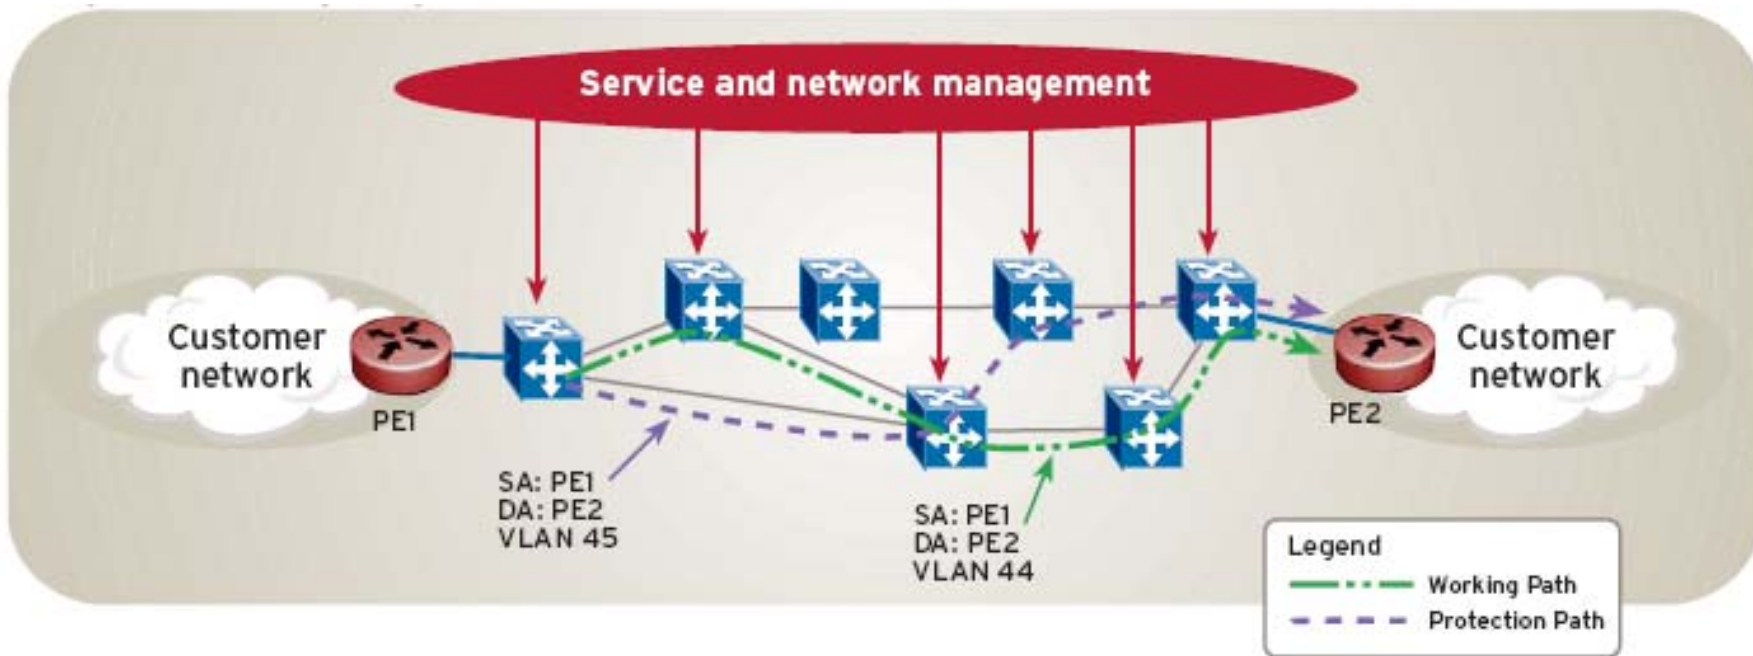 Service and network management
Customer
network
PE1
SA: PE1
DA: PE2
VLAN 45
SA: PE1
DA: PE2
VLAN 44
Customer
network
PE2
Legend
Working Path
Protection Path